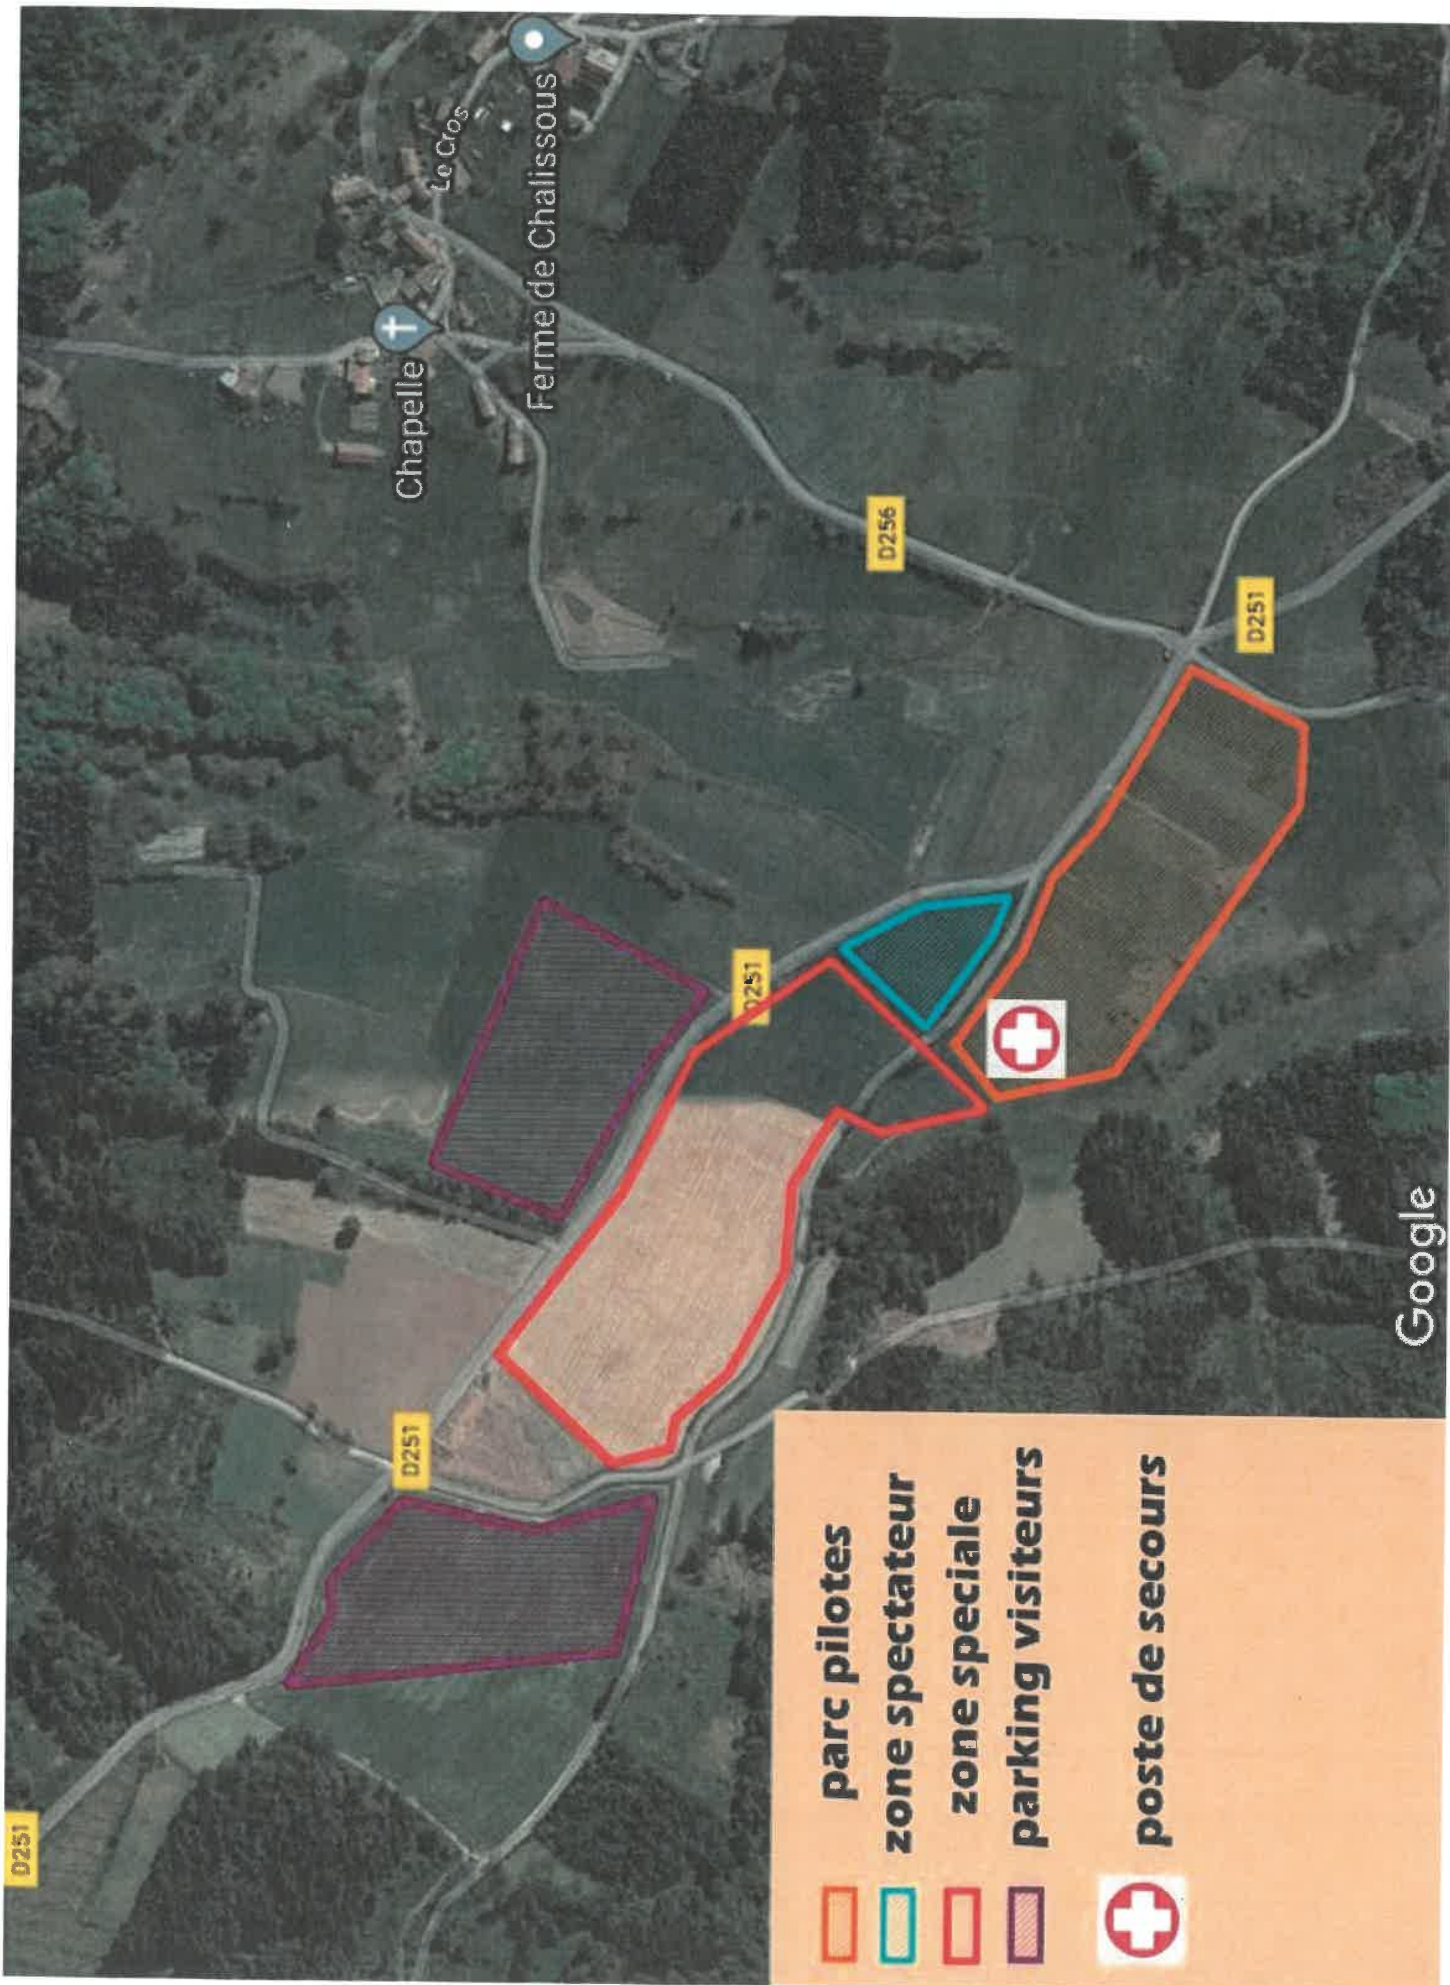 D251
D251
D251
D256
D251
Chapelle
Le Cros
Ferme de Chalissous
parc pilotes
zone spectateur
zone speciale
parking visiteurs
poste de secours
Google